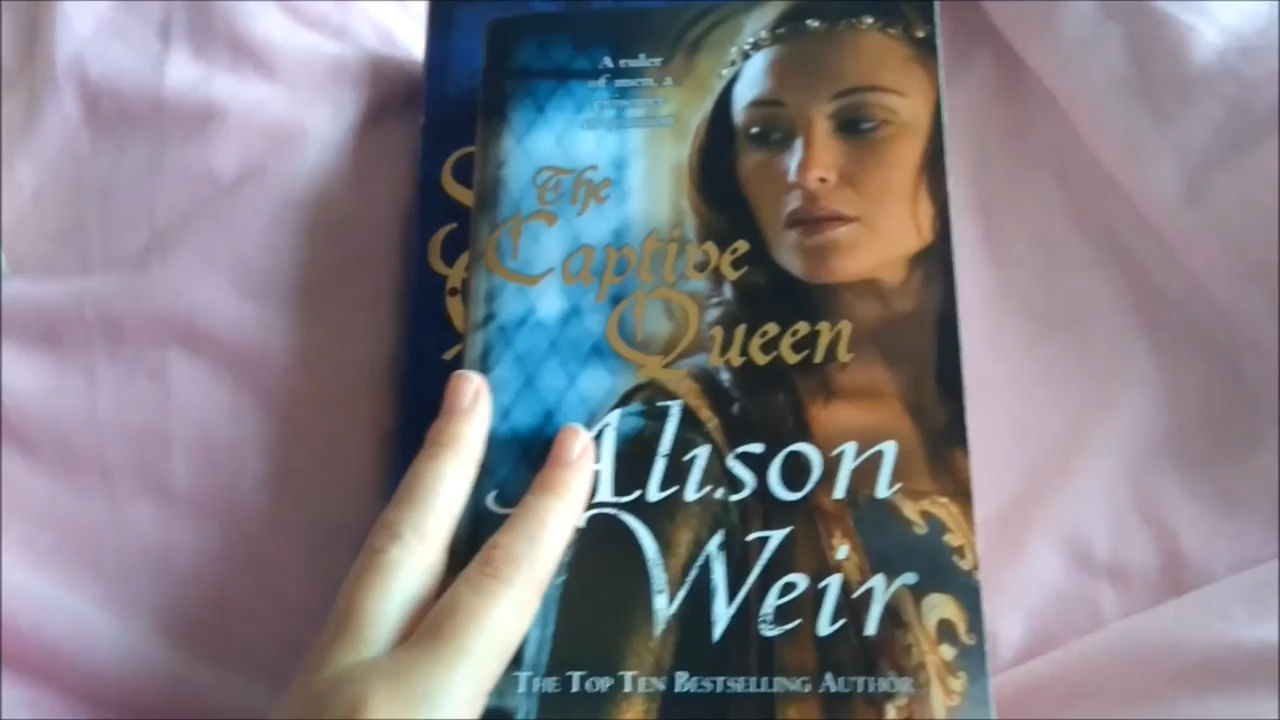 A ruler
of men, a
The
Captive
Queen
Alison
Weir
THE TOP TEN BESTSELLING AUTHOR